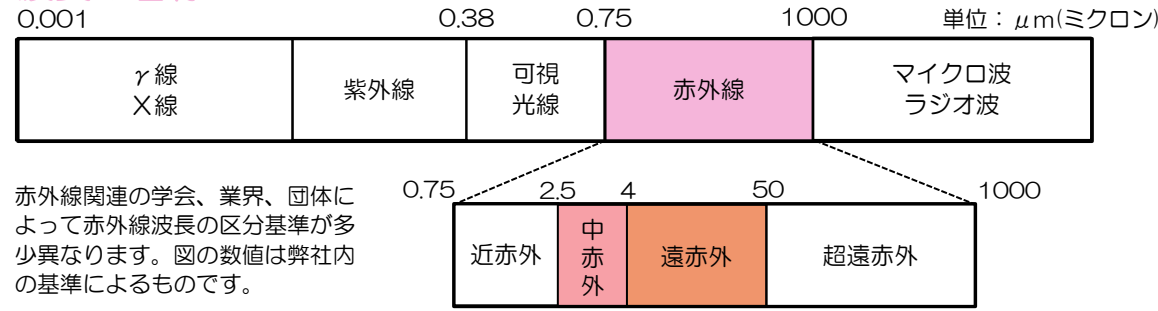 0.001 0.38 0.75 1000 単位：μm(ミクロン)
γ線
X線
紫外線
可視
光線
赤外線
マイクロ波
ラジオ波
赤外線関連の学会、業界、団体に
よって赤外線波長の区分基準が多
少異なります。図の数値は弊社内
の基準によるものです。
0.75 2.5 4 50 1000
近赤外
中
赤
外
遠赤外
超遠赤外